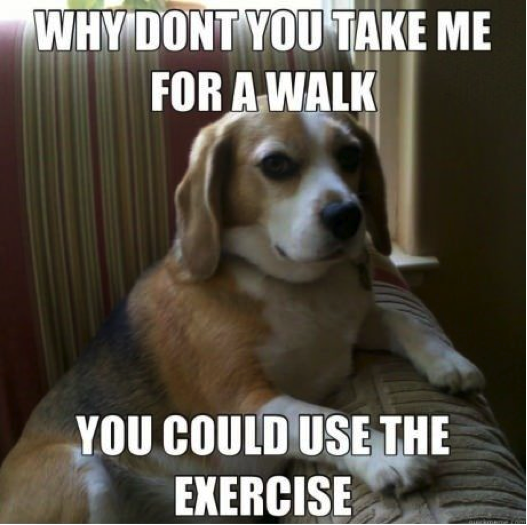 WHY DONT YOU TAKE ME
FOR A WALK
YOU COULD USE THE
EXERCISE